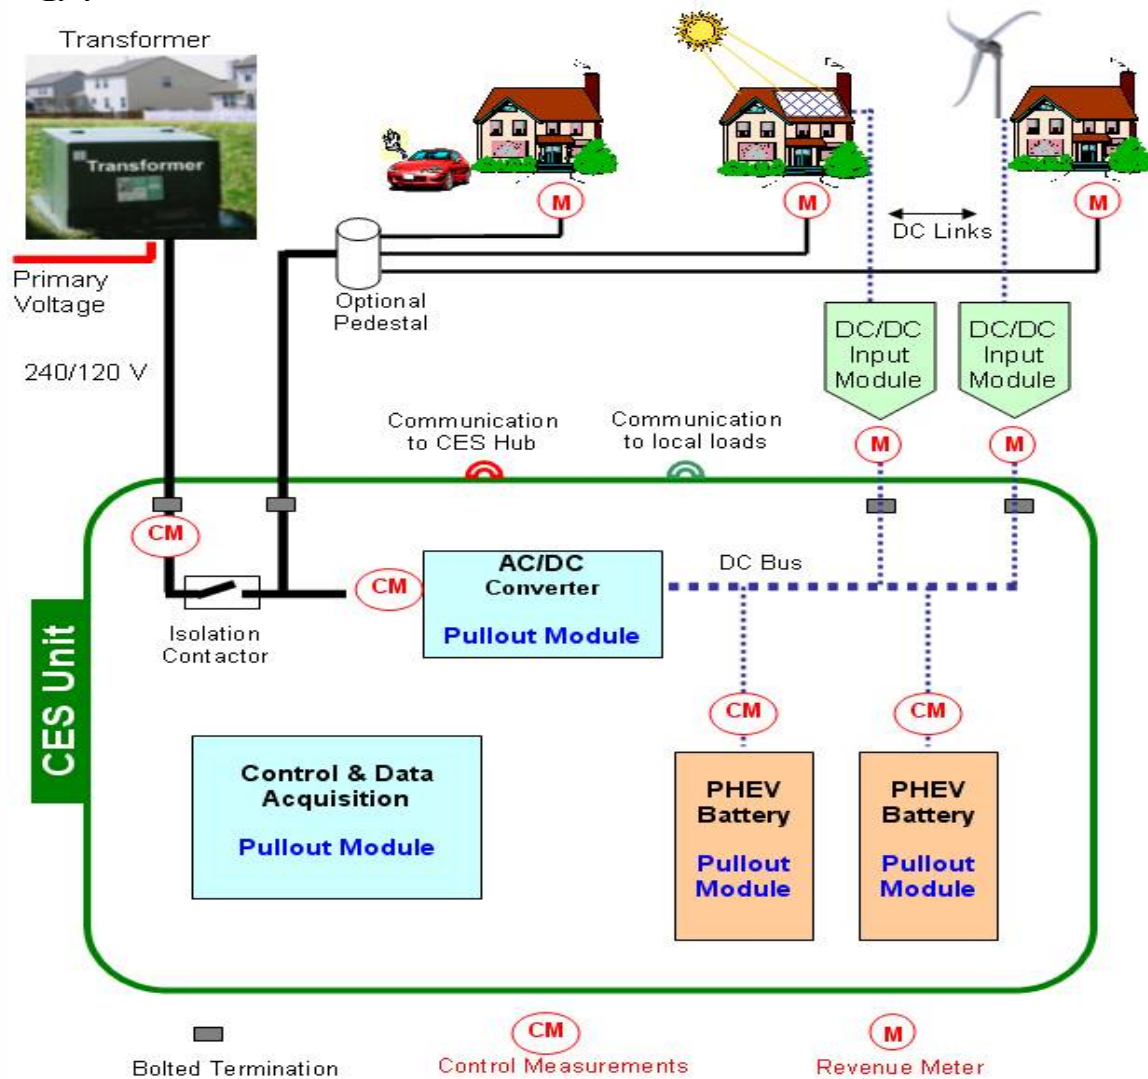 Transformer
Transformer
M
M
M
DC Links
Primary
Voltage
Optional
Pedestal
240/120 V
DC/DC
Input
Module
DC/DC
Input
Module
Communication
to CES Hub
Communication
to local loads
M
M
CM
CM
AC/DC
Converter
Pullout Module
DC Bus
Isolation
Contactor
CES Unit
CM
CM
Control & Data
Acquisition
Pullout Module
PHEV
Battery
Pullout
Module
PHEV
Battery
Pullout
Module
CM
M
Bolted Termination
Control Measurements
Revenue Meter